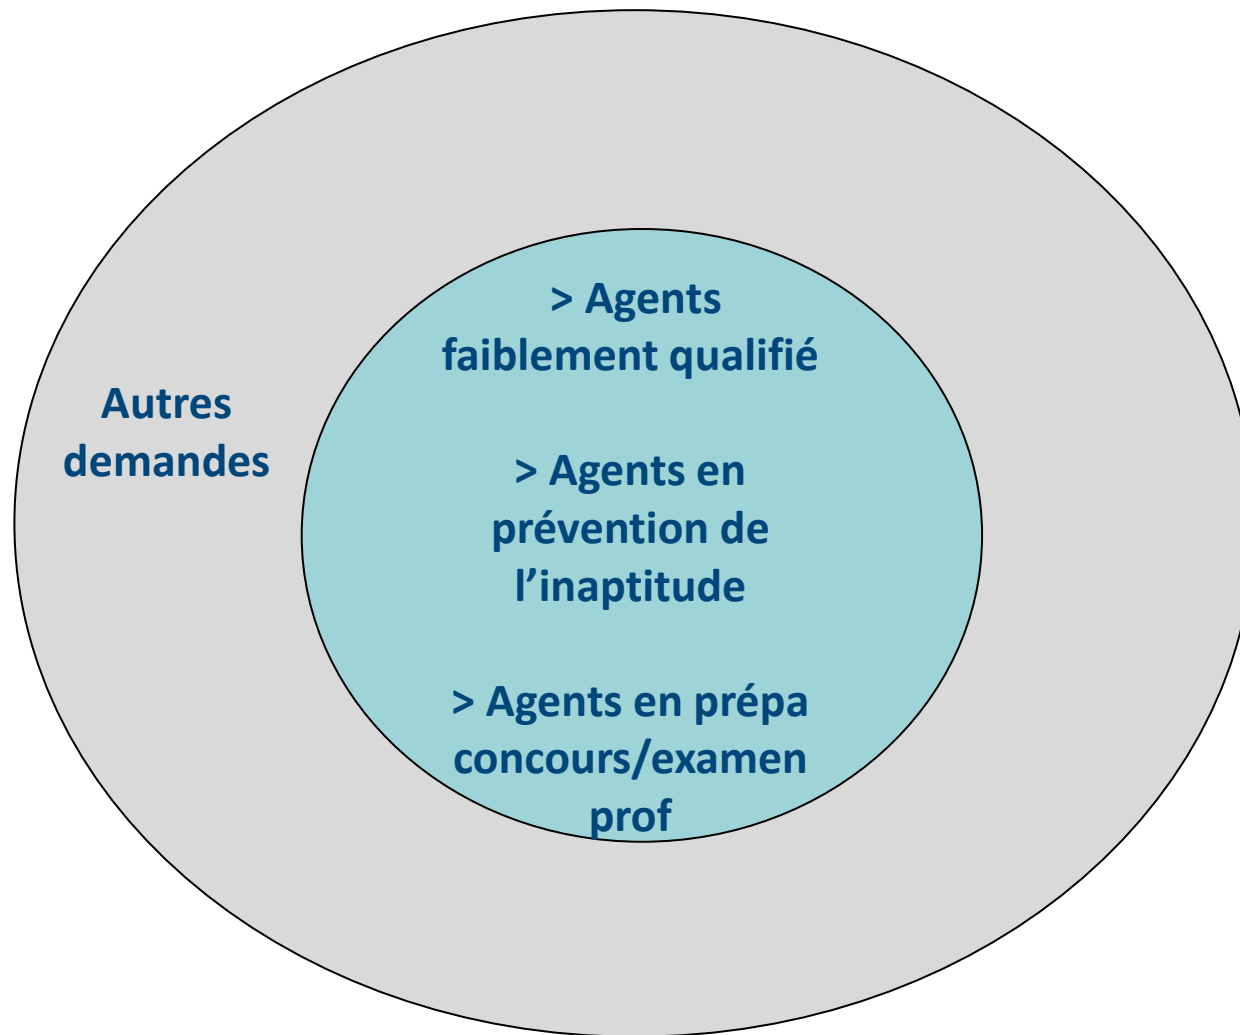 Autres
demandes
> Agents
faiblement qualifié
> Agents en
prévention de
l’inaptitude
> Agents en prépa
concours/examen
prof